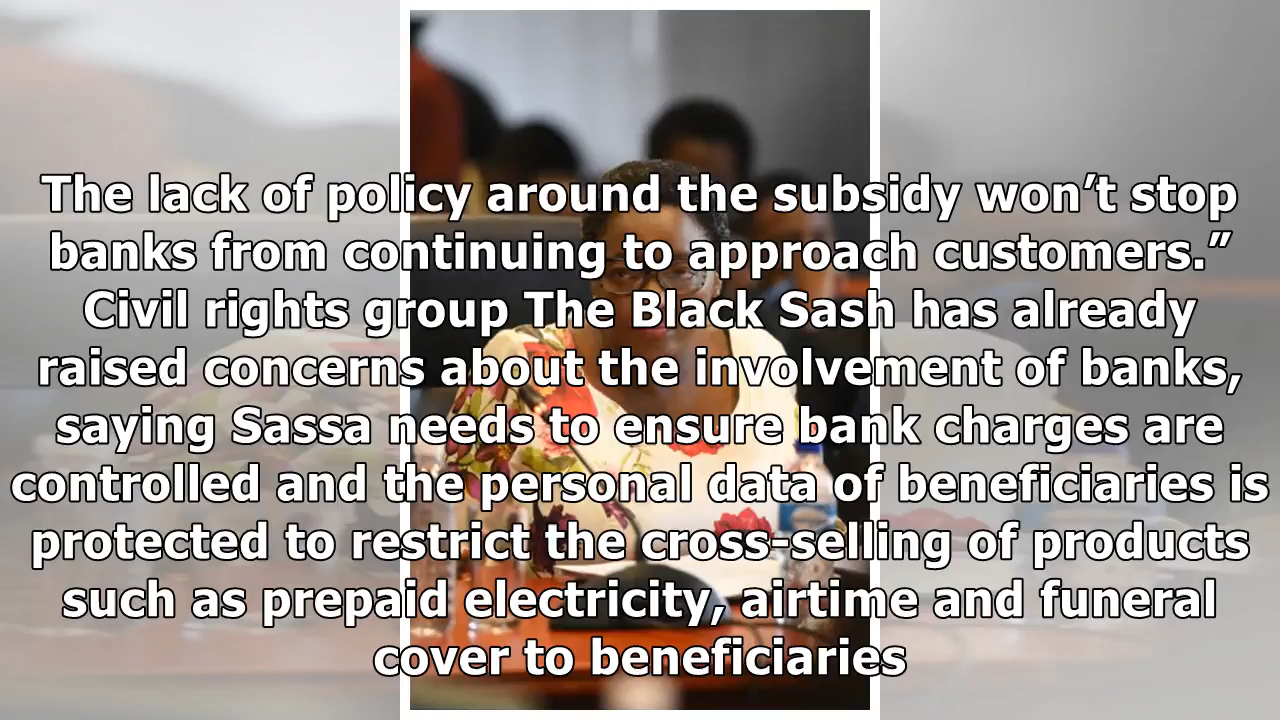 The lack of policy around the subsidy won’t stop
banks from continuing to approach customers.”
Civil rights group The Black Sash has already
raised concerns about the involvement of banks,
saying Sassa needs to ensure bank charges are
controlled and the personal data of beneficiaries is
protected to restrict the cross-selling of products
such as prepaid electricity, airtime and funeral
cover to beneficiaries